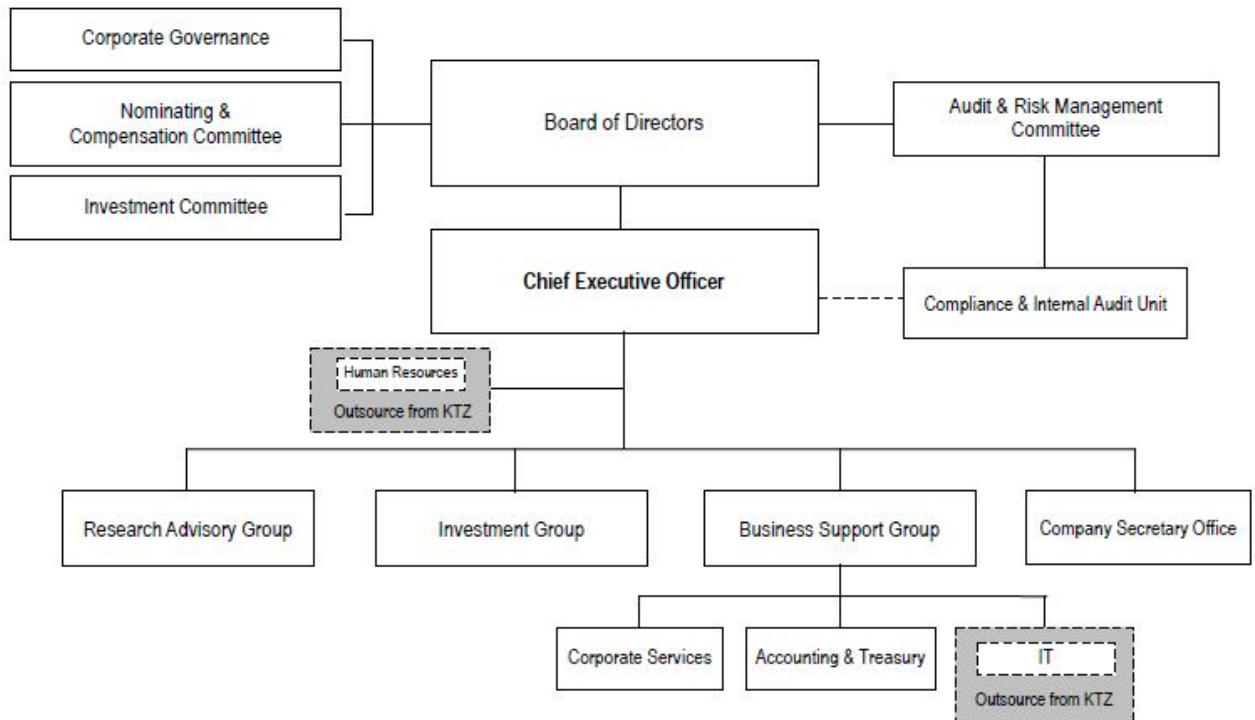 Corporate Governance
Nominating &
Compensation Committee
Investment Committee
Board of Directors
Audit & Risk Management
Committee
Chief Executive Officer
Compliance & Internal Audit Unit
Human Resources
Outsource from KTZ
Research Advisory Group
Investment Group
Business Support Group
Company Secretary Office
Corporate Services
Accounting & Treasury
IT
Outsource from KTZ